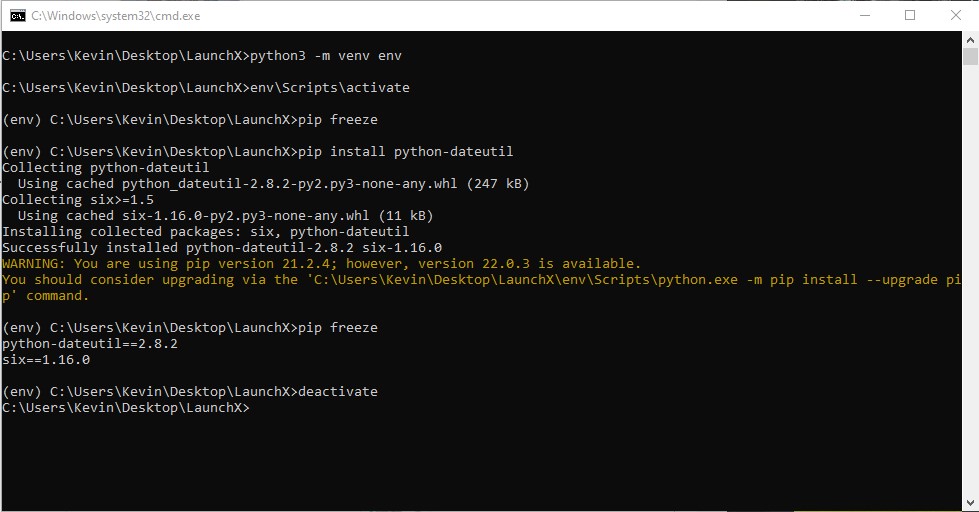 C:\Windows\system32\cmd.exe
C:\Users\Kevin\Desktop\LaunchX>python3 -m venv env
C:\Users\Kevin\Desktop\LaunchX>env\Scripts\activate
(env) C:\Users\Kevin\Desktop\LaunchX>pip freeze
(env) C:\Users\Kevin\Desktop\LaunchX>pip install python-dateutil
Collecting python-dateutil
  Using cached python_dateutil-2.8.2-py2.py3-none-any.whl (247 kB)
Collecting six>=1.5
  Using cached six-1.16.0-py2.py3-none-any.whl (11 kB)
Installing collected packages: six, python-dateutil
Successfully installed python-dateutil-2.8.2 six-1.16.0
WARNING: You are using pip version 21.2.4; however, version 22.0.3 is available.
You should consider upgrading via the 'C:\Users\Kevin\Desktop\LaunchX\env\Scripts\python.exe -m pip install --upgrade pi
p' command.
(env) C:\Users\Kevin\Desktop\LaunchX>pip freeze
python-dateutil==2.8.2
six==1.16.0
(env) C:\Users\Kevin\Desktop\LaunchX>deactivate
C:\Users\Kevin\Desktop\LaunchX>